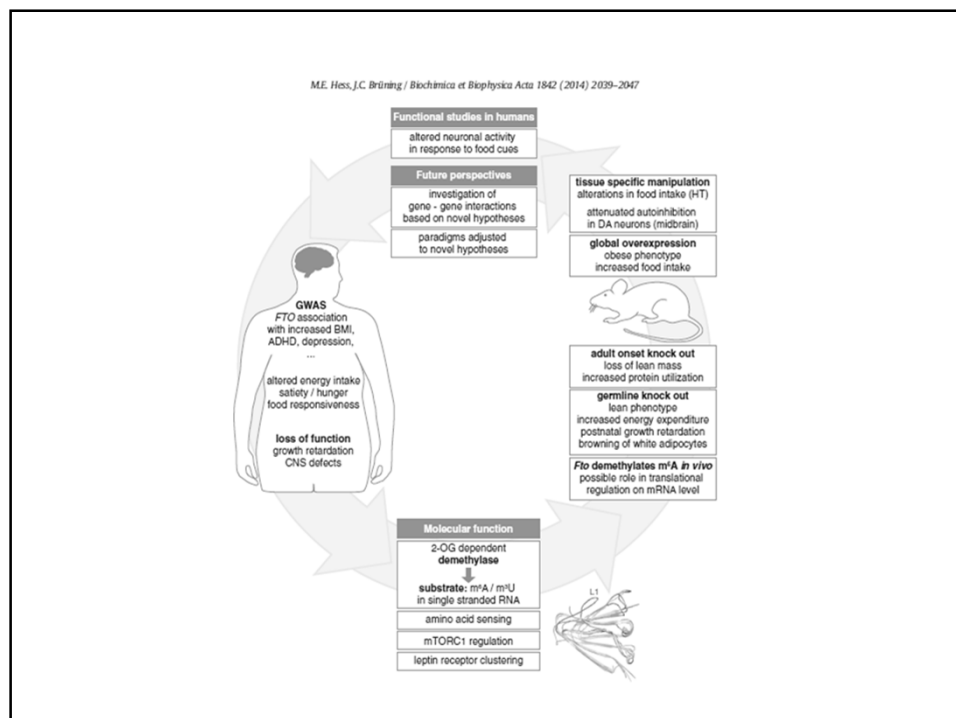 M.E. Hess, J.C. Brüning / Biochimica et Biophysica Acta 1842 (2014) 2039–2047
Functional studies in humans
altered neuronal activity
in response to food cues
Future perspectives
investigation of
gene - gene interactions
based on novel hypotheses
paradigms adjusted
to novel hypotheses
tissue specific manipulation
alterations in food intake (HT)
attenuated autoinhibition
in DA neurons (midbrain)
global overexpression
obese phenotype
increased food intake
GWAS
FTO association
with increased BMI,
ADHD, depression,
...
altered energy intake
satiety / hunger
food responsiveness
loss of function
growth retardation
CNS defects
adult onset knock out
loss of lean mass
increased protein utilization
germline knock out
lean phenotype
increased energy expenditure
postnatal growth retardation
browning of white adipocytes
Fto demethylates m⁶A in vivo
possible role in translational
regulation on mRNA level
Molecular function
2-OG dependent
demethylase
substrate: m⁶A / m³U
in single stranded RNA
amino acid sensing
mTORC1 regulation
leptin receptor clustering
L1